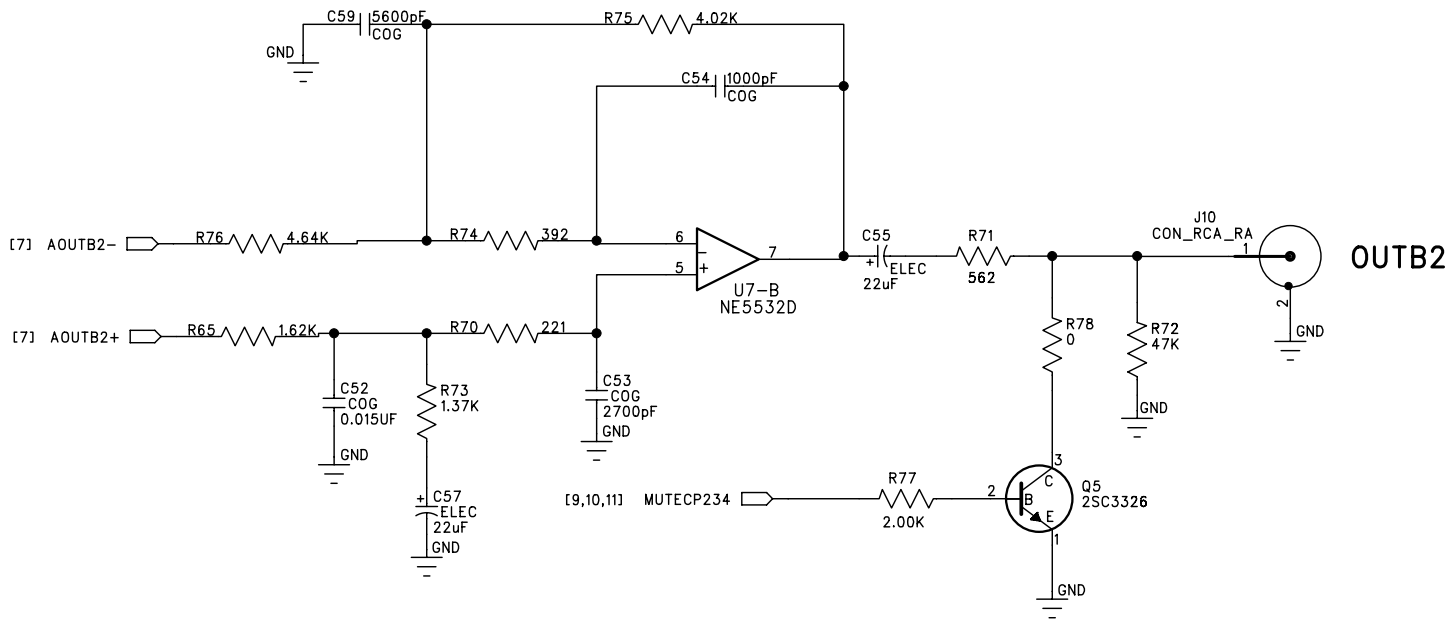 C59 5600pF
COG
GND
R75 4.02K
C54 1000pF
COG
[7] AOUTB2-
R76 4.64K
R74 392
6
5
7
U7-B
NE5532D
C55
+ ELEC
22uF
R71
562
J10
CON_RCA_RA
1
2
GND
OUTB2
[7] AOUTB2+
R65 1.62K
R70 221
C52
COG
0.015UF
GND
R73
1.37K
C53
COG
2700pF
GND
+ C57
ELEC
22uF
GND
R78
0
R72
47K
GND
[9,10,11] MUTECP234
R77
2.00K
2
B
3
C
E
1
Q5
2SC3326
GND